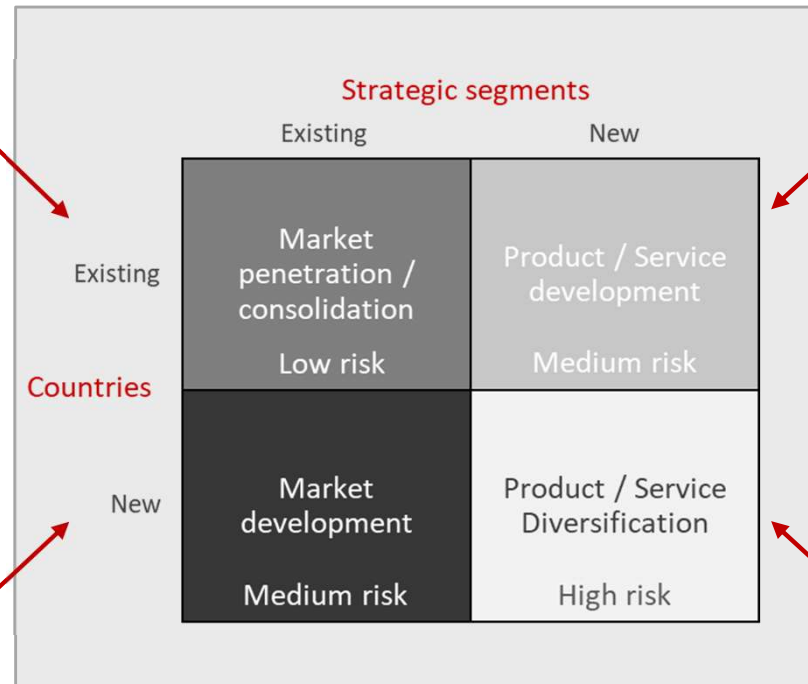 Strategic segments
Existing
New
Existing
Market
penetration /
consolidation
Low risk
Product / Service
development
Medium risk
Countries
New
Market
development
Medium risk
Product / Service
Diversification
High risk